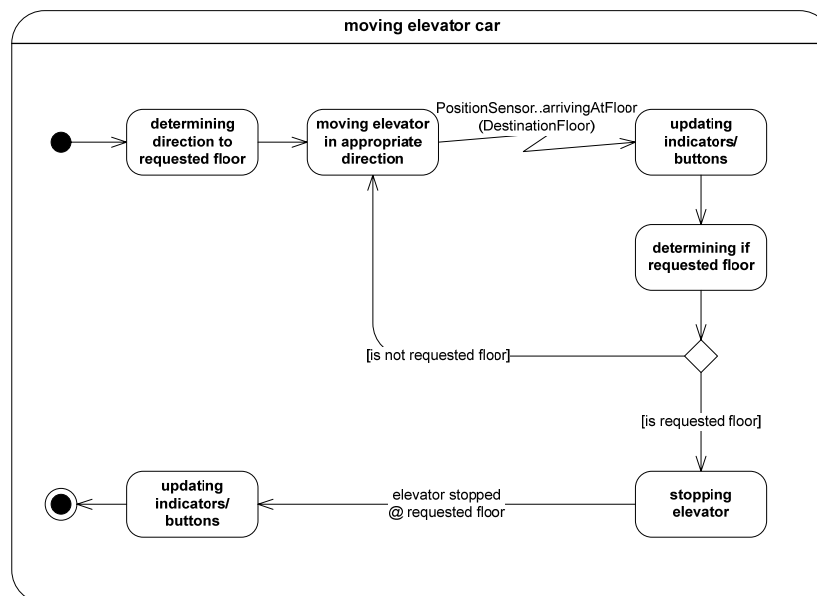 moving elevator car
determining
direction to
requested floor
moving elevator
in appropriate
direction
PositionSensor..arrivingAtFloor
(DestinationFloor)
updating
indicators/
buttons
determining if
requested floor
[is not requested floor]
[is requested floor]
updating
indicators/
buttons
elevator stopped
@ requested floor
stopping
elevator